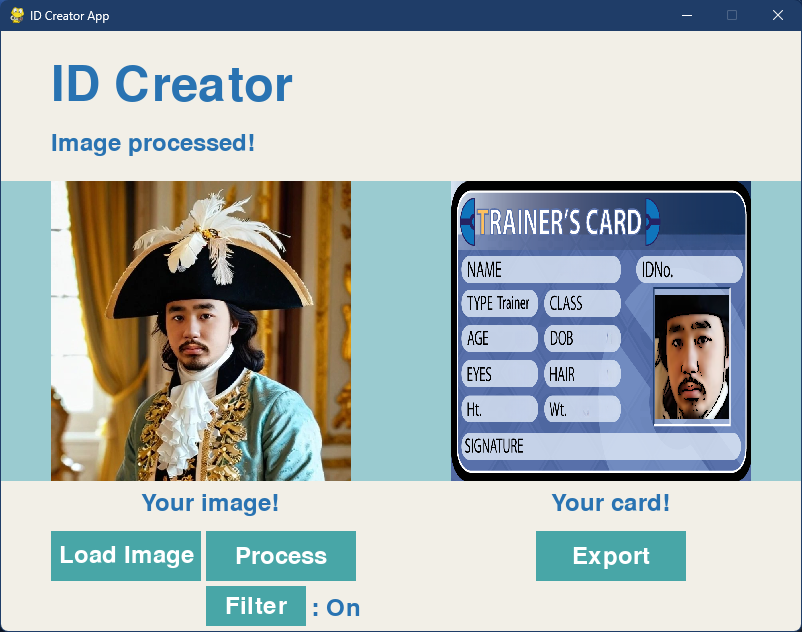 ID Creator App
ID Creator
Image processed!
TRAINER'S CARD
NAME
IDNo.
TYPE Trainer
CLASS
AGE
DOB
EYES
HAIR
Ht.
Wt.
SIGNATURE
Your image!
Your card!
Load Image
Process
Export
Filter : On